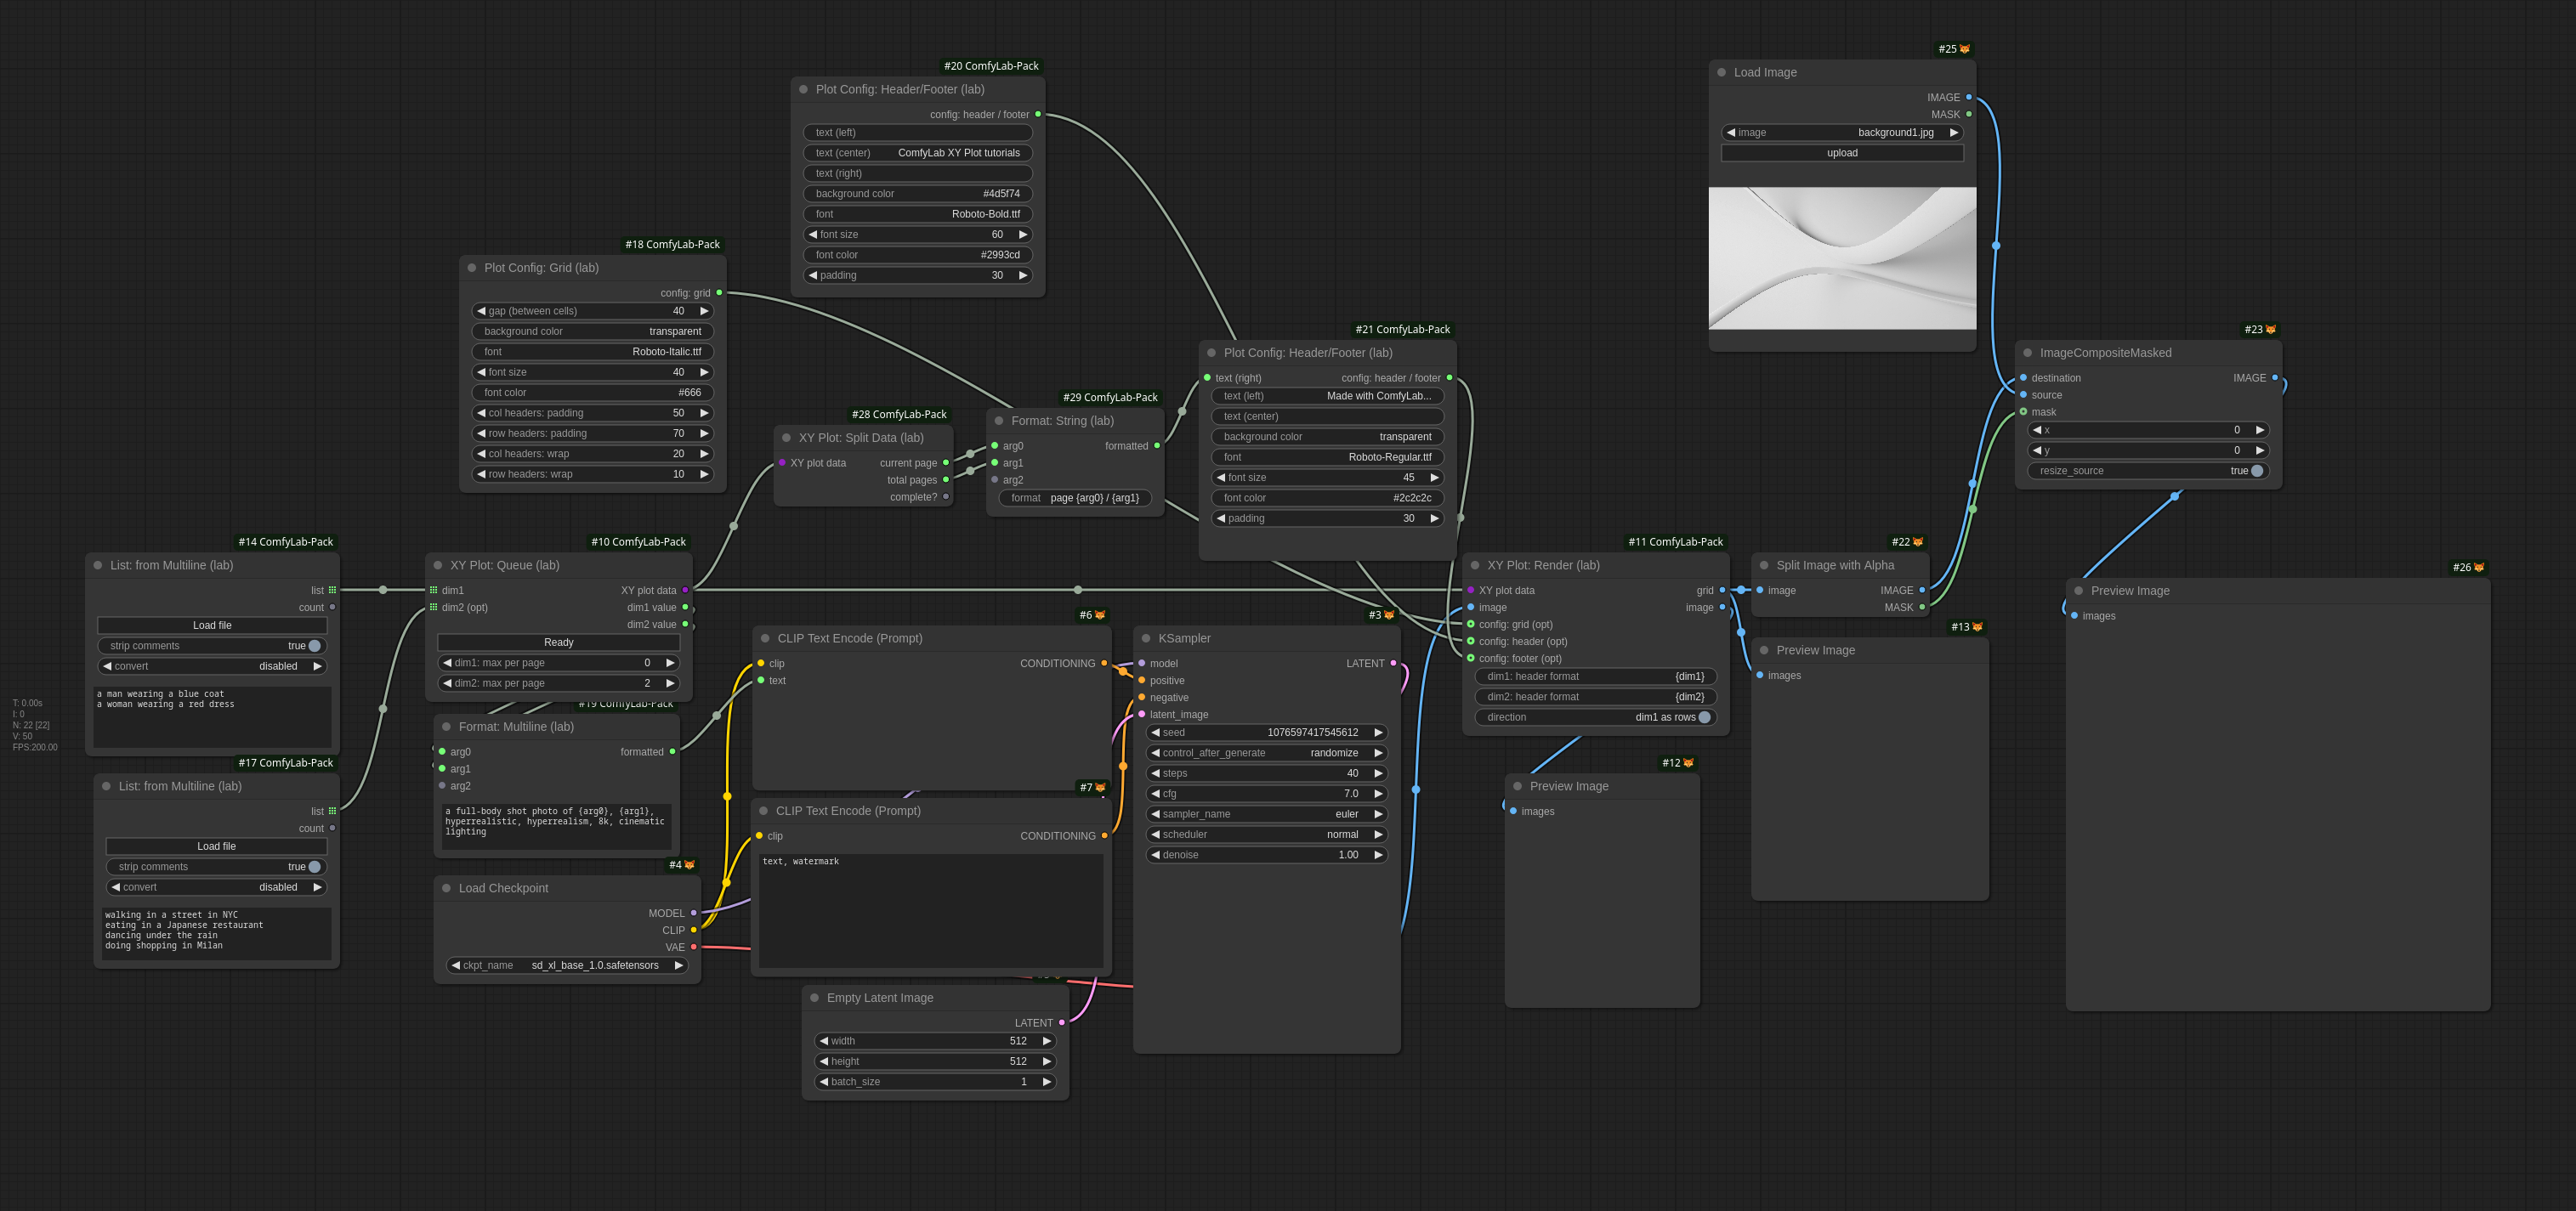 #25
Load Image
IMAGE
MASK
image background1.jpg
upload
#20 ComfyLab-Pack
Plot Config: Header/Footer (lab)
config: header / footer
text (left)
text (center) ComfyLab XY Plot tutorials
text (right)
background color #4d5f74
font Roboto-Bold.ttf
font size 60
font color #2993cd
padding 30
#18 ComfyLab-Pack
Plot Config: Grid (lab)
config: grid
gap (between cells) 40
background color transparent
font Roboto-Italic.ttf
font size 40
font color #666
col headers: padding 50
row headers: padding 70
col headers: wrap 20
row headers: wrap 10
#28 ComfyLab-Pack
XY Plot: Split Data (lab)
XY plot data current page
total pages
complete?
#29 ComfyLab-Pack
Format: String (lab)
arg0 formatted
arg1
arg2
format page {arg0} / {arg1}
#21 ComfyLab-Pack
Plot Config: Header/Footer (lab)
text (right) config: header / footer
text (left) Made with ComfyLab...
text (center)
background color transparent
font Roboto-Regular.ttf
font size 45
font color #2c2c2c
padding 30
#23
ImageCompositeMasked
destination IMAGE
source
mask
x 0
y 0
resize_source true
#14 ComfyLab-Pack
List: from Multiline (lab)
list
count
Load file
strip comments true
convert disabled
a man wearing a blue coat
a woman wearing a red dress
#17 ComfyLab-Pack
List: from Multiline (lab)
list
count
Load file
strip comments true
convert disabled
walking in a street in NYC
eating in a Japanese restaurant
dancing under the rain
doing shopping in Milan
T: 0.00s
I: 0
N: 22 [22]
V: 50
FPS:200.00
#10 ComfyLab-Pack
XY Plot: Queue (lab)
dim1 XY plot data
dim2 (opt) dim1 value
dim2 value
Ready
dim1: max per page 0
dim2: max per page 2
#19 ComfyLab-Pack
Format: Multiline (lab)
arg0 formatted
arg1
arg2
a full-body shot photo of {arg0}, {arg1},
hyperrealistic, hyperrealism, 8k, cinematic
lighting
#4
Load Checkpoint
MODEL
CLIP
VAE
ckpt_name sd_xl_base_1.0.safetensors
#6
CLIP Text Encode (Prompt)
clip CONDITIONING
text
#7
CLIP Text Encode (Prompt)
clip CONDITIONING
text, watermark
Empty Latent Image
LATENT
width 512
height 512
batch_size 1
#3
KSampler
model LATENT
positive
negative
latent_image
seed 1076597417545612
control_after_generate randomize
steps 40
cfg 7.0
sampler_name euler
scheduler normal
denoise 1.00
#11 ComfyLab-Pack
XY Plot: Render (lab)
XY plot data grid
image image
config: grid (opt)
config: header (opt)
config: footer (opt)
dim1: header format {dim1}
dim2: header format {dim2}
direction dim1 as rows
#12
Preview Image
images
#22
Split Image with Alpha
image IMAGE
MASK
#13
Preview Image
images
#26
Preview Image
images